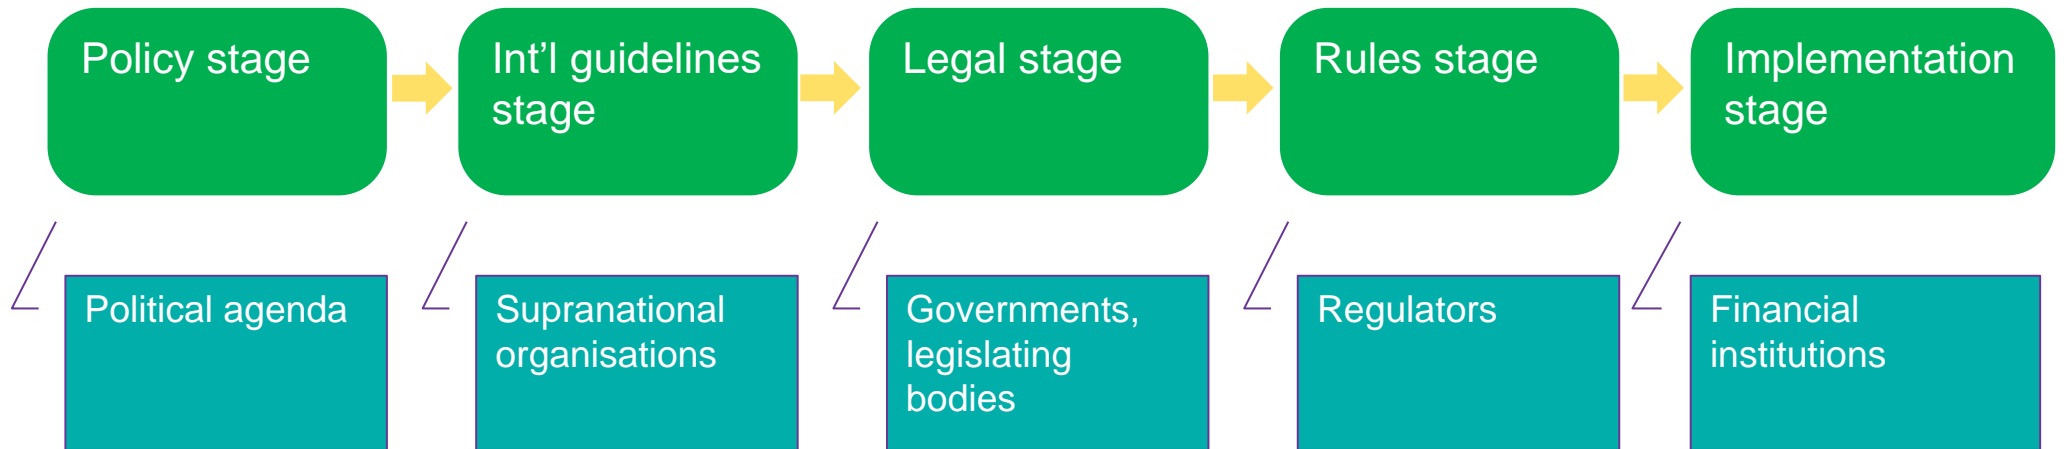 Policy stage
Int’l guidelines
stage
Legal stage
Rules stage
Implementation
stage
Political agenda
Supranational
organisations
Governments,
legislating
bodies
Regulators
Financial
institutions